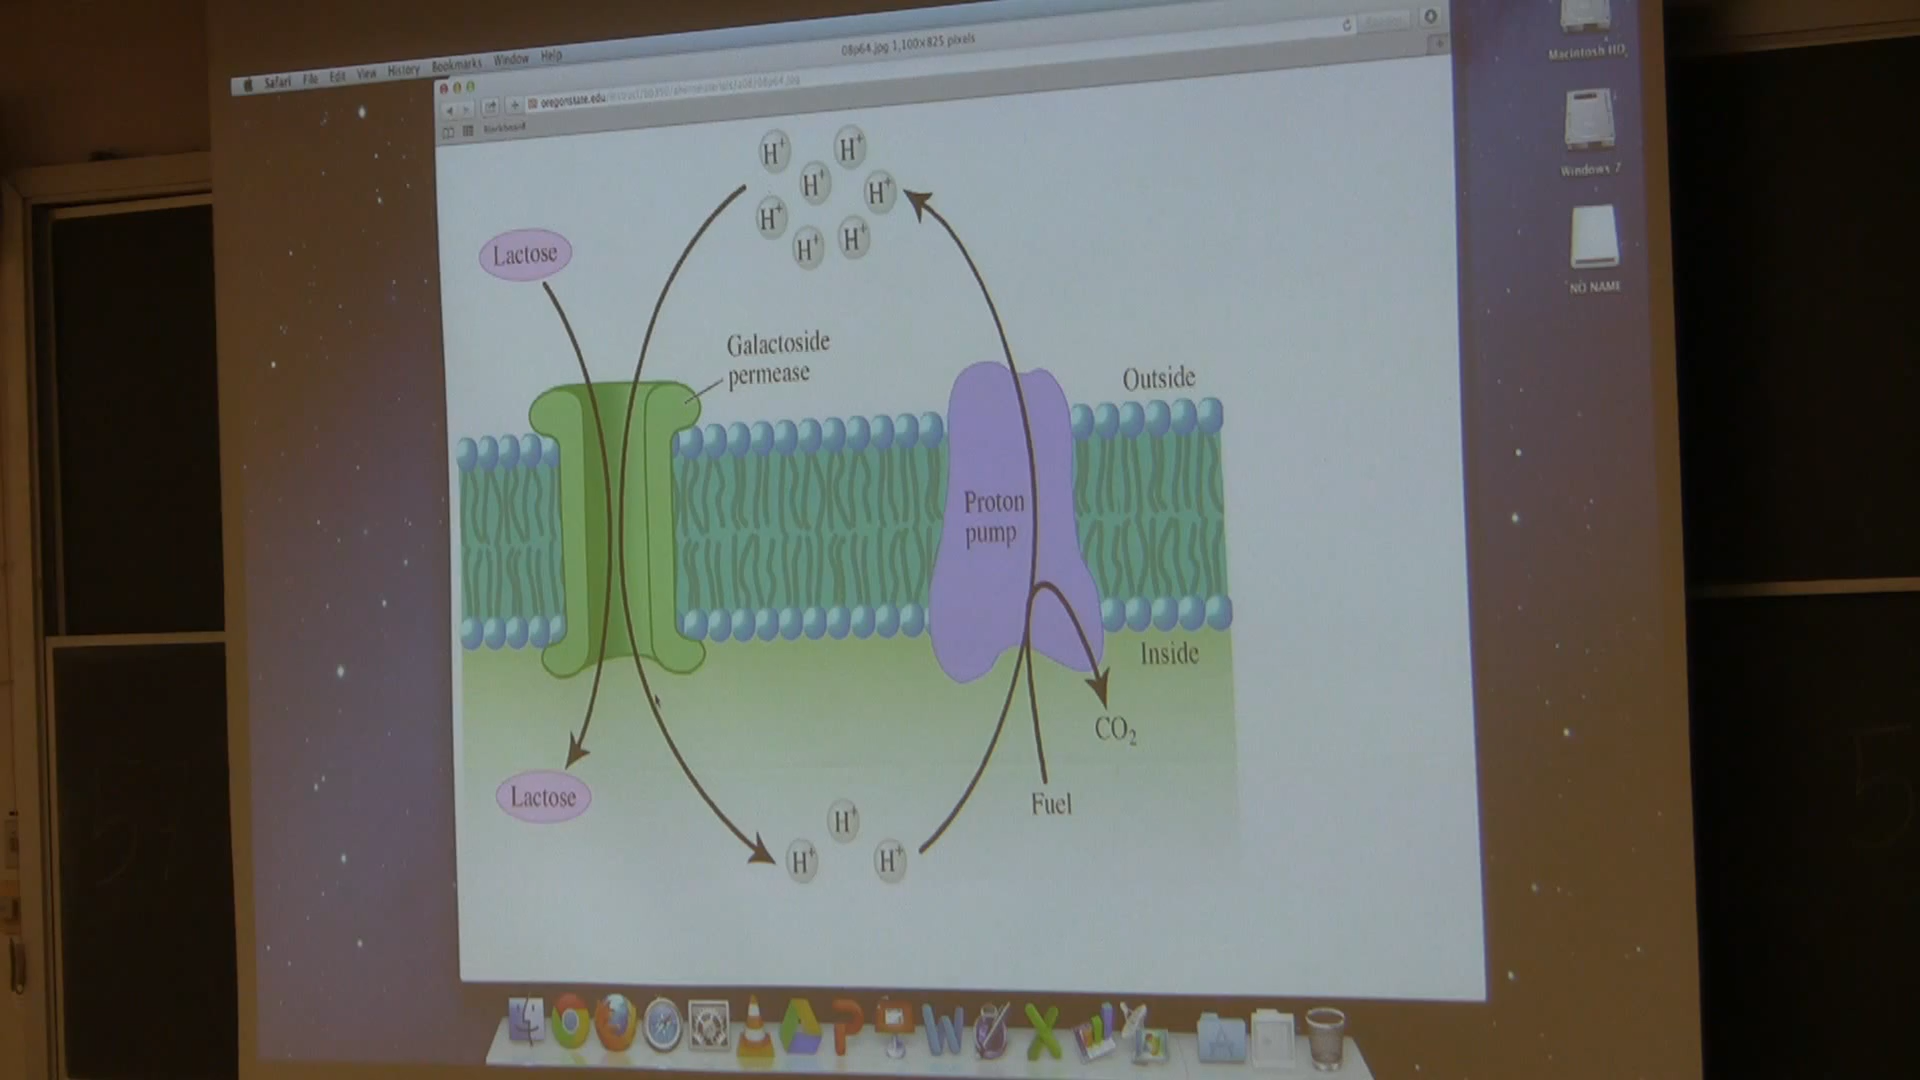 Safari File Edit View History Bookmarks Window Help
08p64.jpg 1,100×825 pixels
oregonstate.edu
Blackboard
Macintosh HD
Windows 7
NO NAME
H+ H+
H+ H+
H+ H+ H+
Lactose
Galactoside
permease
Outside
Proton
pump
Inside
CO2
Lactose
Fuel
H+
H+ H+